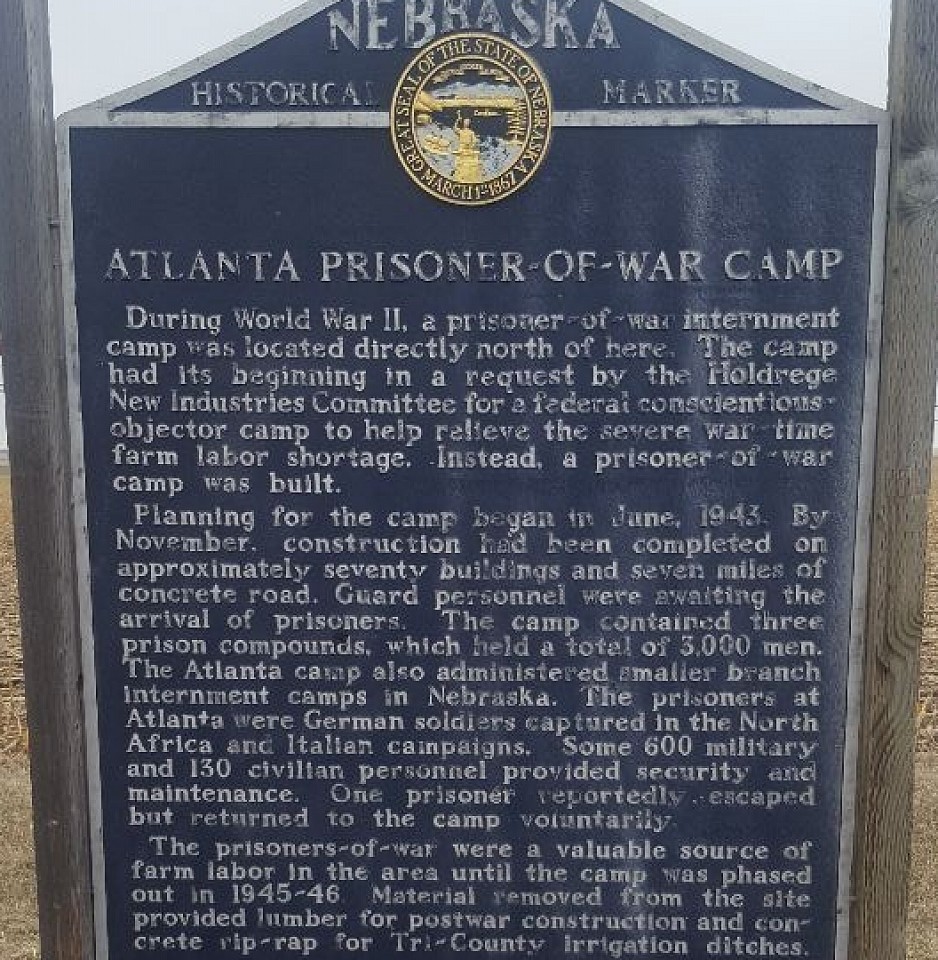 NEBRASKA
HISTORICAL MARKER
GREAT SEAL OF THE STATE OF NEBRASKA
MARCH 1ST 1867
ATLANTA PRISONER-OF-WAR CAMP
During World War II, a prisoner-of-war internment
camp was located directly north of here. The camp
had its beginning in a request by the Holdrege
New Industries Committee for a federal conscientious-
objector camp to help relieve the severe war-time
farm labor shortage. Instead, a prisoner-of-war
camp was built.
Planning for the camp began in June, 1943. By
November, construction had been completed on
approximately seventy buildings and seven miles of
concrete road. Guard personnel were awaiting the
arrival of prisoners. The camp contained three
prison compounds, which held a total of 3,000 men.
The Atlanta camp also administered smaller branch
internment camps in Nebraska. The prisoners at
Atlanta were German soldiers captured in the North
Africa and Italian campaigns. Some 600 military
and 130 civilian personnel provided security and
maintenance. One prisoner reportedly escaped
but returned to the camp voluntarily.
The prisoners-of-war were a valuable source of
farm labor in the area until the camp was phased
out in 1945-46. Material removed from the site
provided lumber for postwar construction and con-
crete rip-rap for Tri-County irrigation ditches.